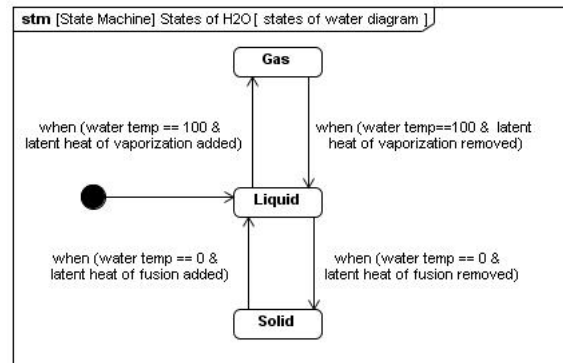 stm [State Machine] States of H2O [ states of water diagram ]
Gas
when (water temp == 100 &
latent heat of vaporization added)
when (water temp==100 & latent
heat of vaporization removed)
Liquid
when (water temp == 0 &
latent heat of fusion added)
when (water temp == 0 &
latent heat of fusion removed)
Solid